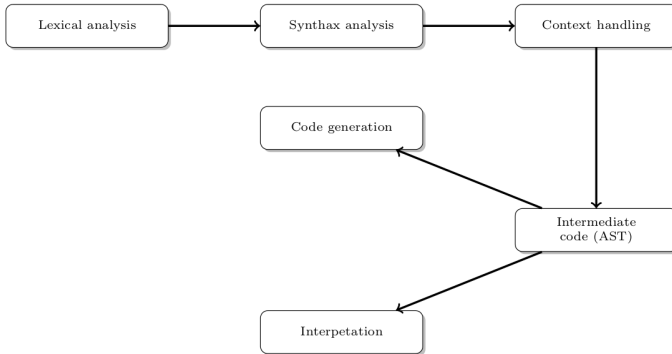 Lexical analysis
Synthax analysis
Context handling
Code generation
Intermediate
code (AST)
Interpetation